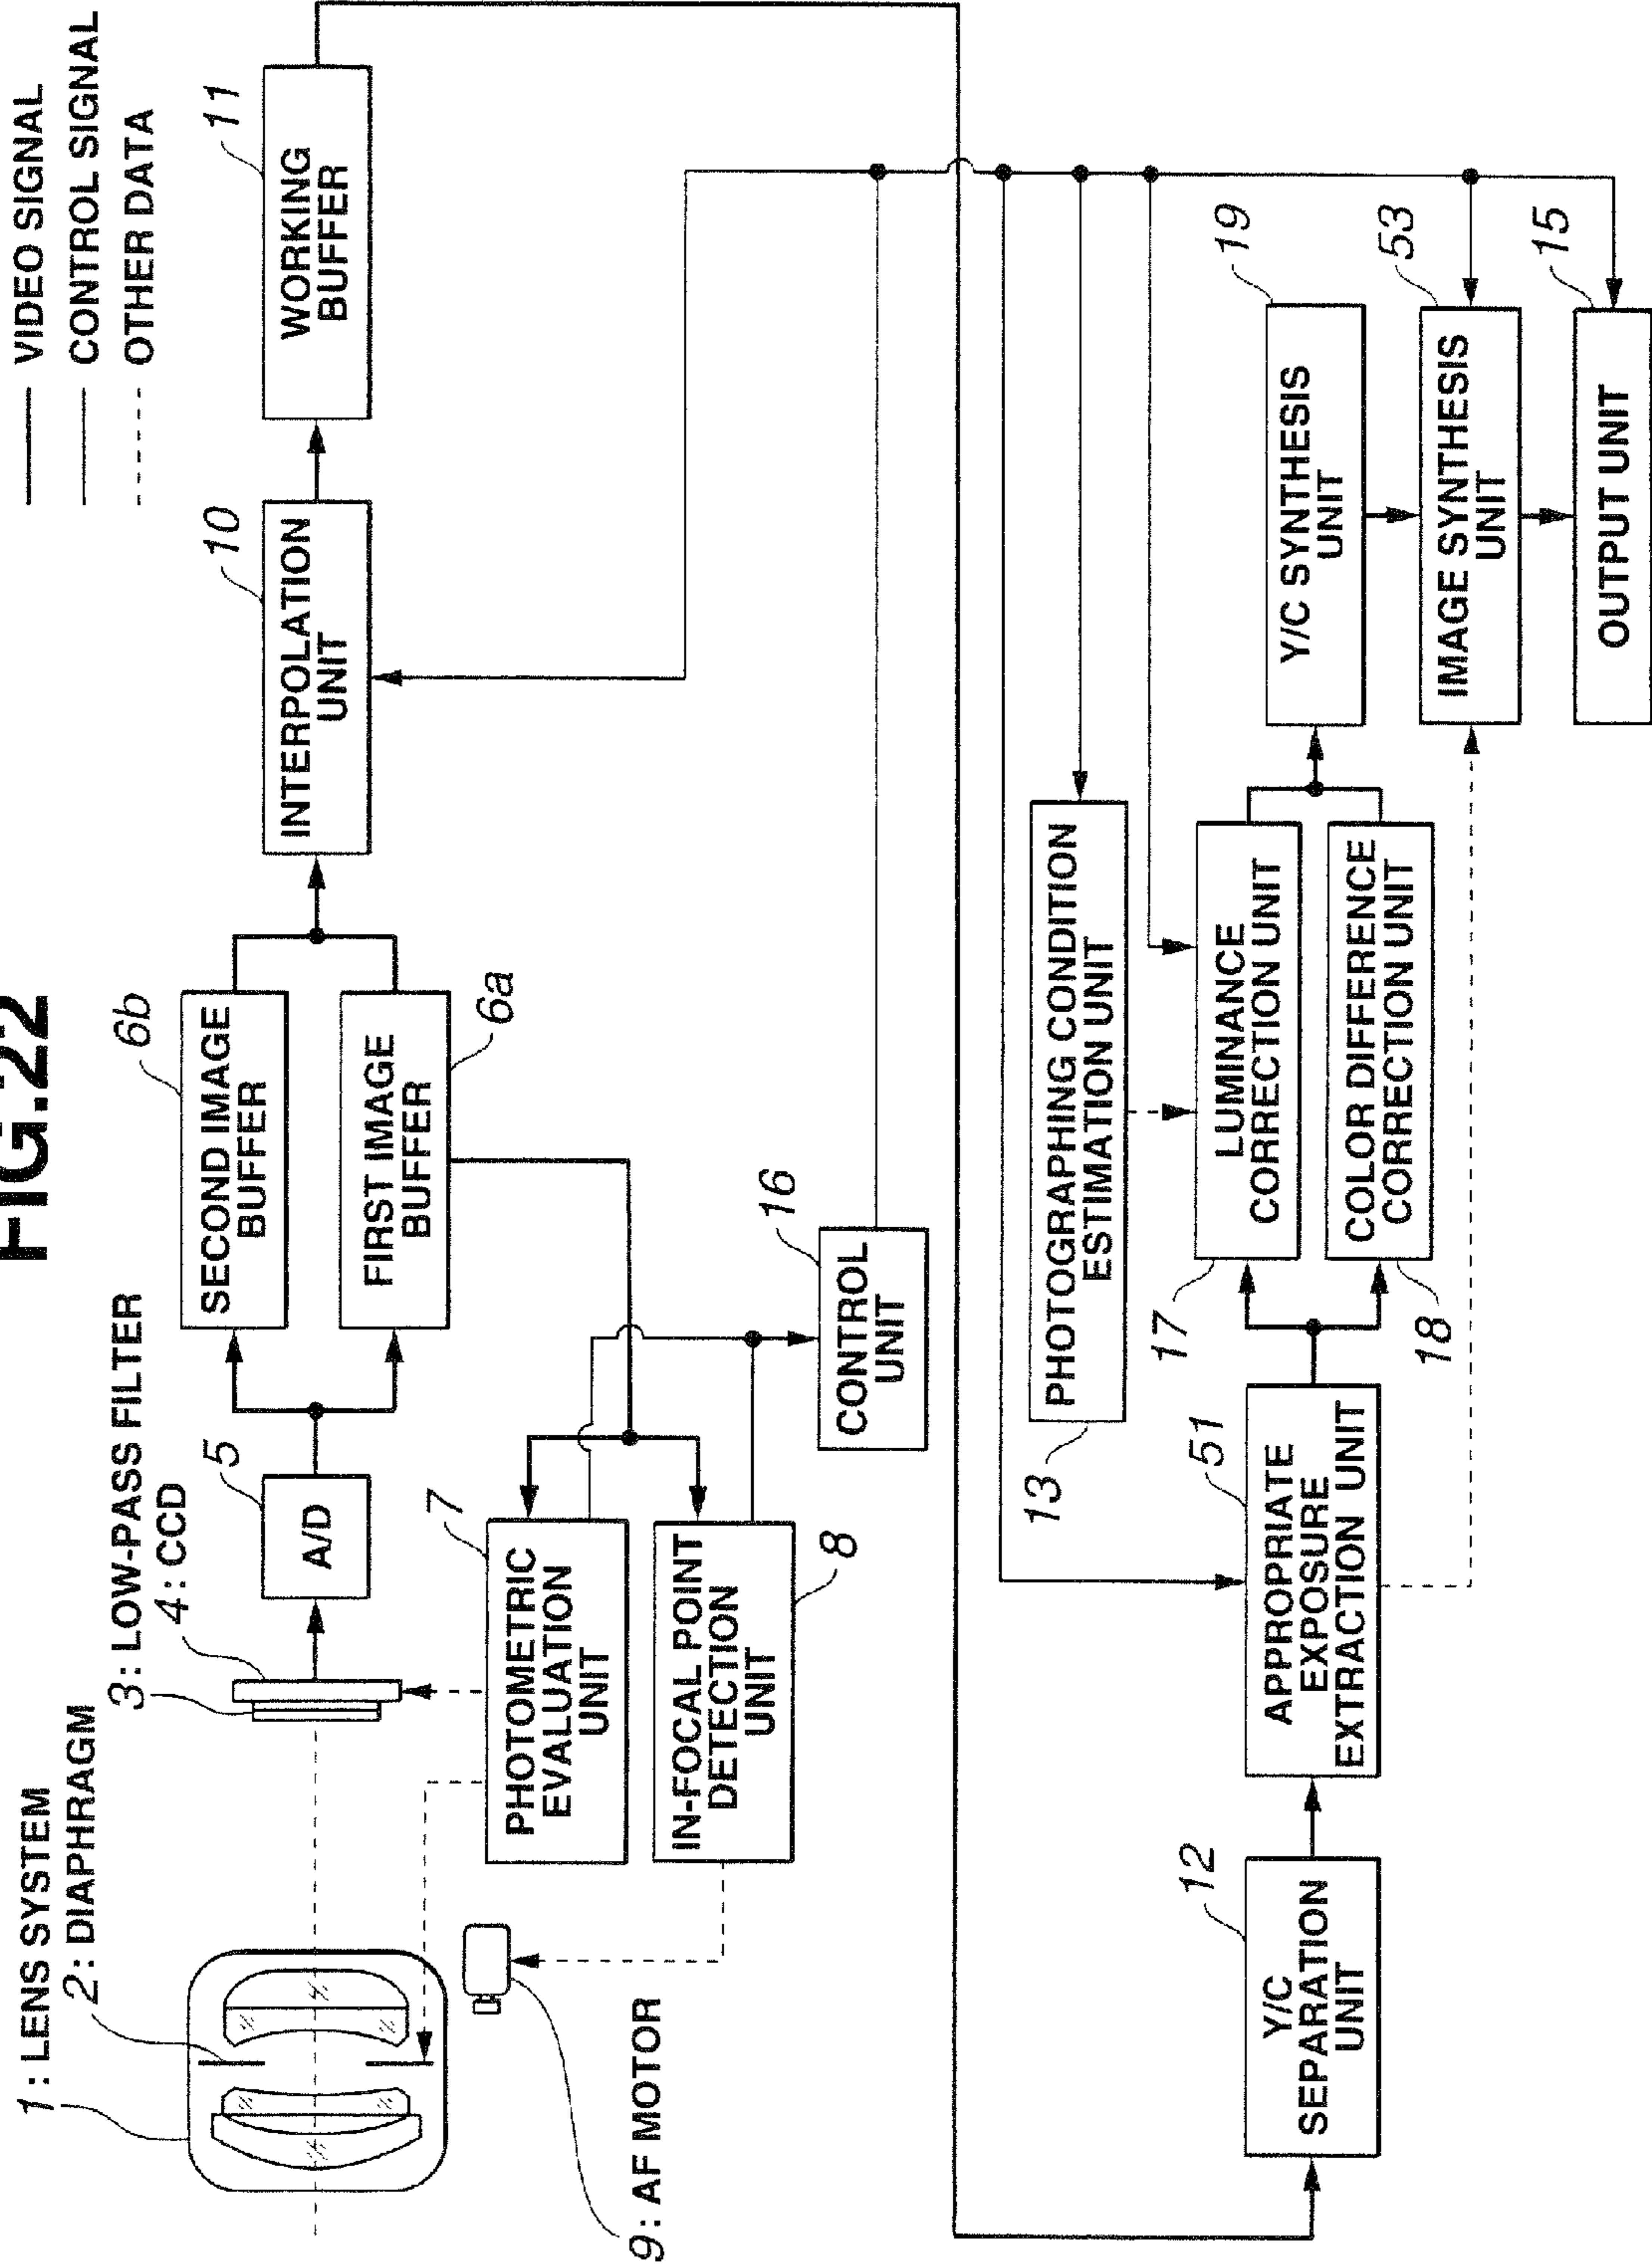 FIG.22
VIDEO SIGNAL
CONTROL SIGNAL
OTHER DATA
1: LENS SYSTEM
2: DIAPHRAGM
3: LOW-PASS FILTER
4: CCD
5
A/D
6b
SECOND IMAGE
BUFFER
FIRST IMAGE
BUFFER
6a
10
INTERPOLATION
UNIT
11
WORKING
BUFFER
7
PHOTOMETRIC
EVALUATION
UNIT
IN-FOCAL POINT
DETECTION
UNIT
8
9: AF MOTOR
16
CONTROL
UNIT
13
PHOTOGRAPHING CONDITION
ESTIMATION UNIT
12
Y/C
SEPARATION
UNIT
51
APPROPRIATE
EXPOSURE
EXTRACTION UNIT
17
LUMINANCE
CORRECTION UNIT
18
COLOR DIFFERENCE
CORRECTION UNIT
19
Y/C SYNTHESIS
UNIT
53
IMAGE SYNTHESIS
UNIT
15
OUTPUT UNIT